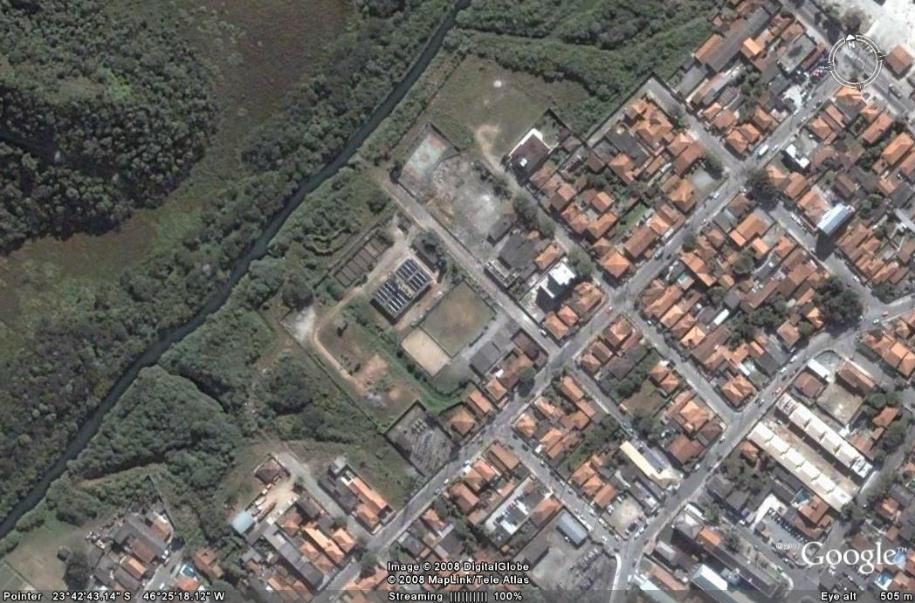 Image © 2008 DigitalGlobe
© 2008 MapLink/Tele Atlas
Google™
Pointer 23°42'43.14" S 46°25'18.12" W Streaming |||||||||| 100% Eye alt 505 m